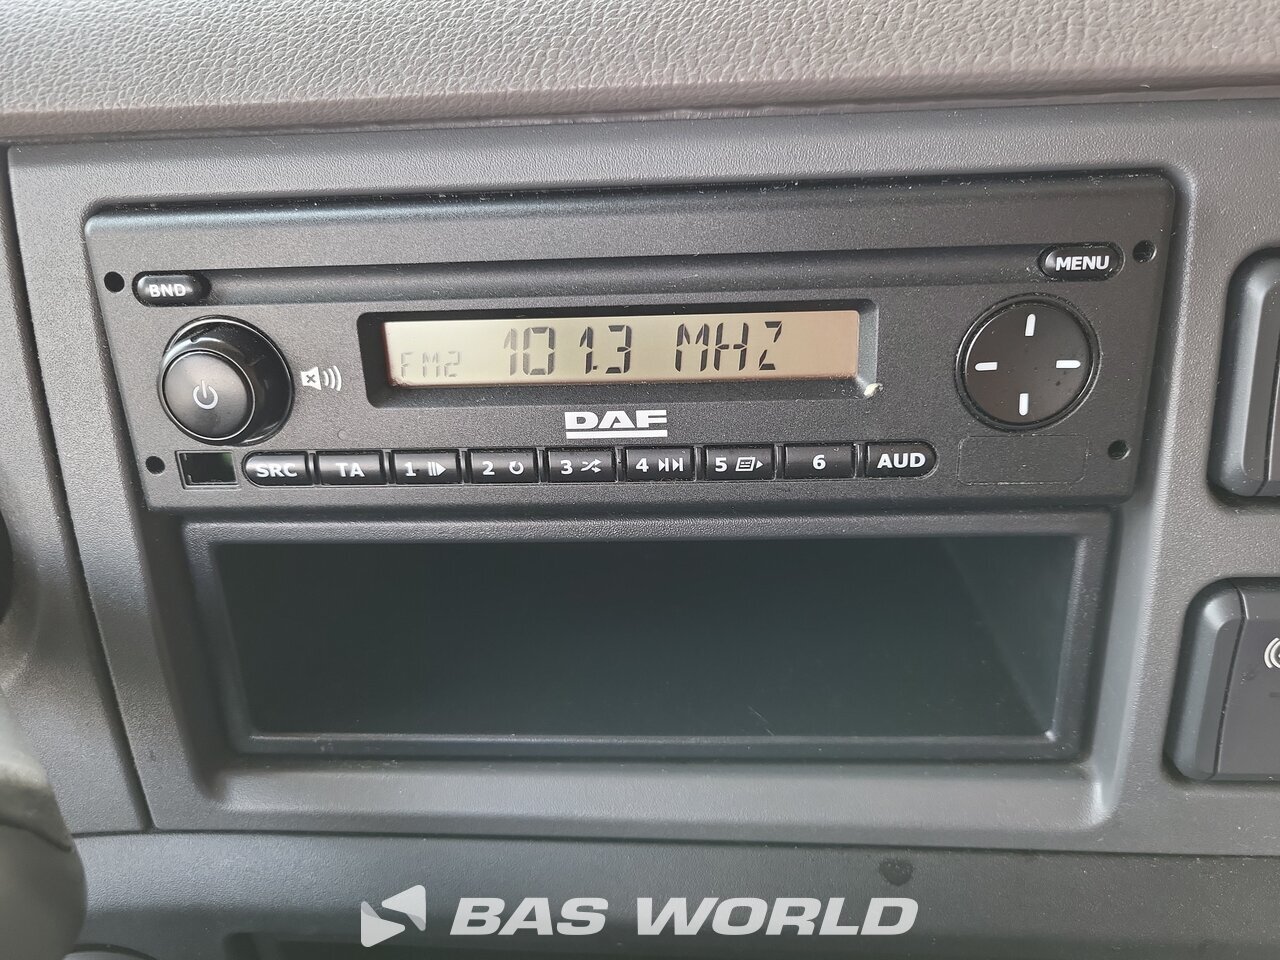 BND
MENU
FM2 101.3 MHZ
DAF
SRC TA 1 2 3 4 5 6 AUD
BAS WORLD